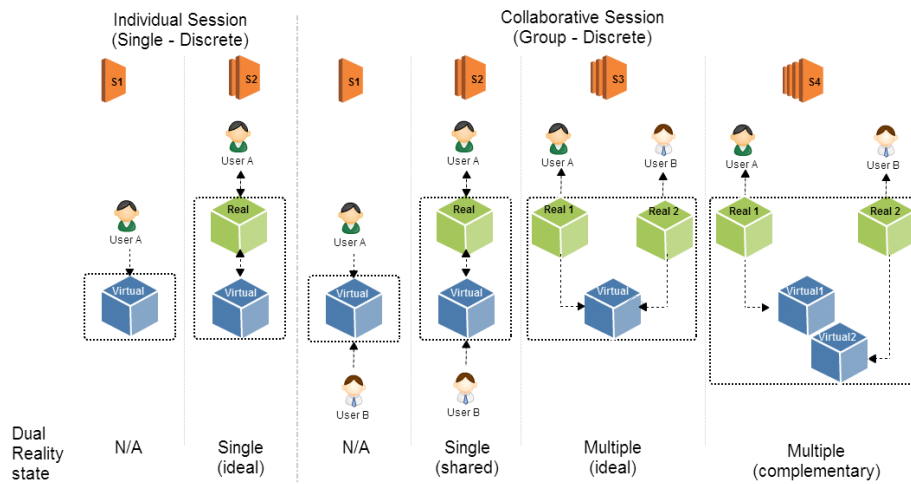 Individual Session
(Single - Discrete)
Collaborative Session
(Group - Discrete)
S1
S2
S1
S2
S3
S4
User A
User A
User A
User B
User A
User B
Real
Real
Real 1
Real 2
Real 1
Real 2
User A
User A
Virtual
Virtual
Virtual
Virtual
Virtual
Virtual1
Virtual2
User B
User B
Dual
Reality
state
N/A
Single
(ideal)
N/A
Single
(shared)
Multiple
(ideal)
Multiple
(complementary)